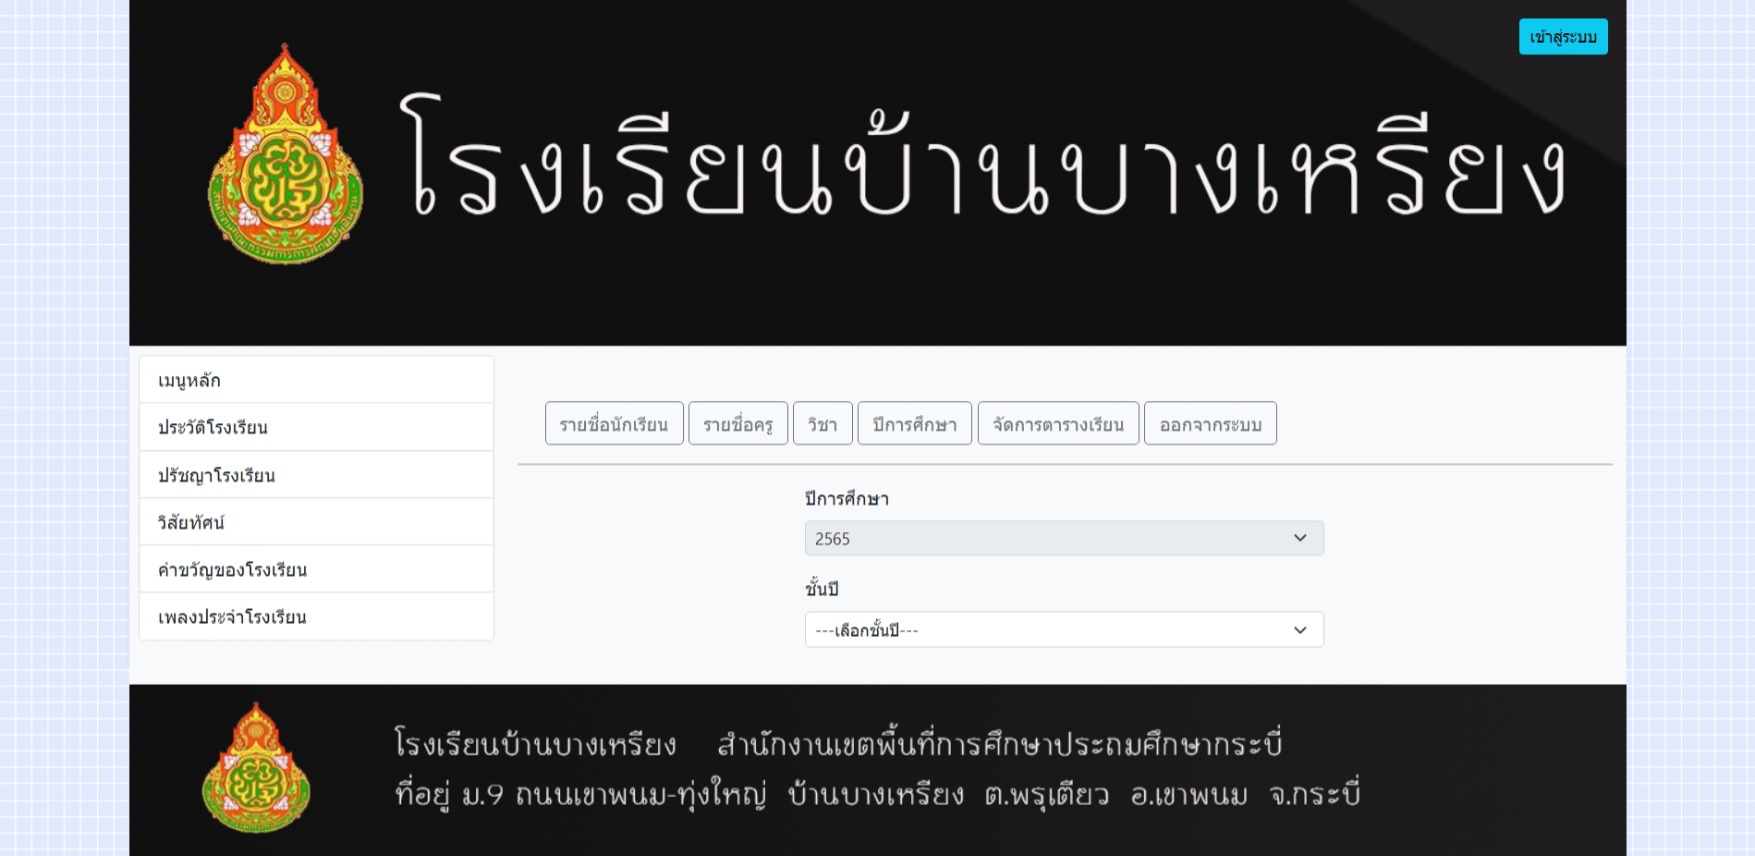 เข้าสู่ระบบ
โรงเรียนบ้านบางเหรียง
เมนูหลัก
ประวัติโรงเรียน
ปรัชญาโรงเรียน
วิสัยทัศน์
คำขวัญของโรงเรียน
เพลงประจำโรงเรียน
รายชื่อนักเรียน รายชื่อครู วิชา ปีการศึกษา จัดการตารางเรียน ออกจากระบบ
ปีการศึกษา
2565
ชั้นปี
---เลือกชั้นปี---
โรงเรียนบ้านบางเหรียง สำนักงานเขตพื้นที่การศึกษาประถมศึกษากระบี่
ที่อยู่ ม.9 ถนนเขาพนม-ทุ่งใหญ่ บ้านบางเหรียง ต.พรุเตียว อ.เขาพนม จ.กระบี่